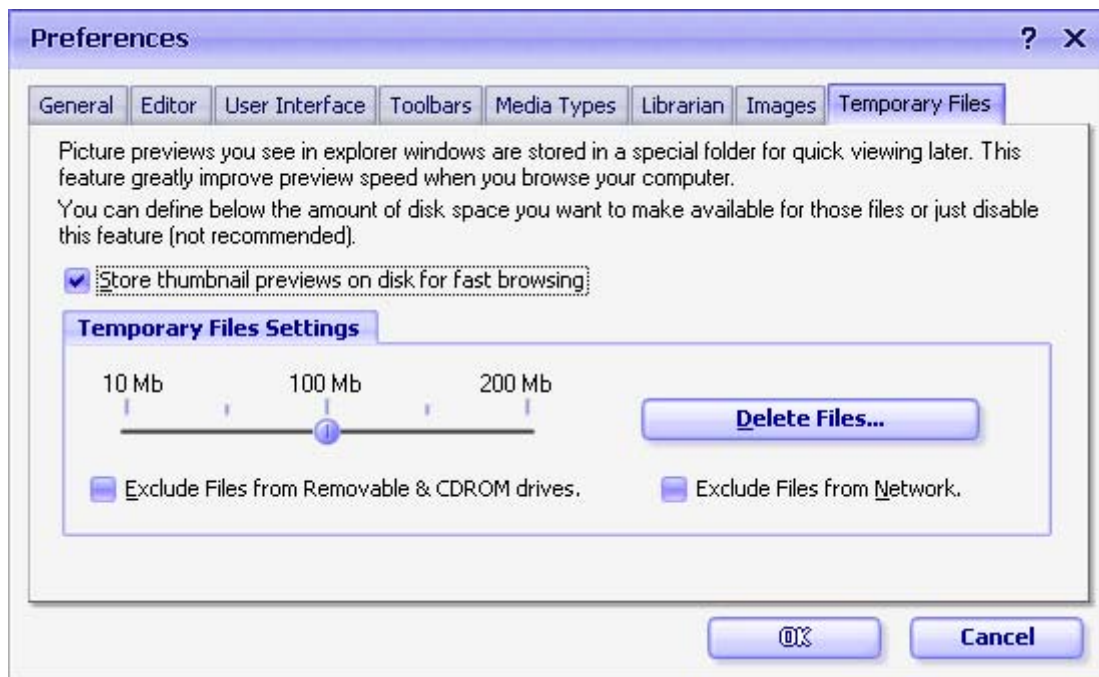 Preferences
? X
General Editor User Interface Toolbars Media Types Librarian Images Temporary Files
Picture previews you see in explorer windows are stored in a special folder for quick viewing later. This
feature greatly improve preview speed when you browse your computer.
You can define below the amount of disk space you want to make available for those files or just disable
this feature (not recommended).
Store thumbnail previews on disk for fast browsing
Temporary Files Settings
10 Mb 100 Mb 200 Mb
Delete Files...
Exclude Files from Removable & CDROM drives. Exclude Files from Network.
OK Cancel